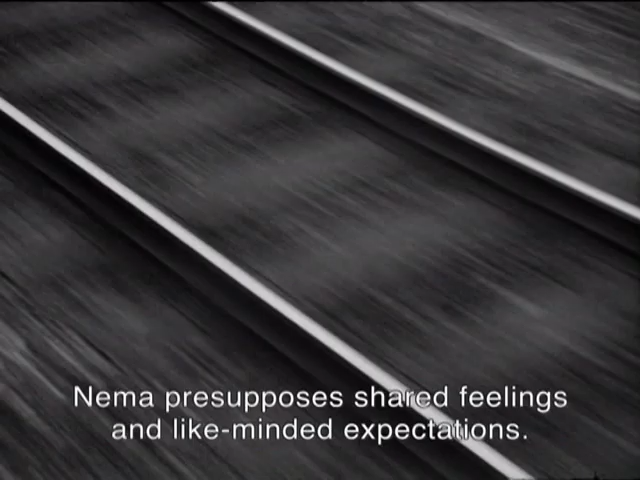 Nema presupposes shared feelings
and like-minded expectations.